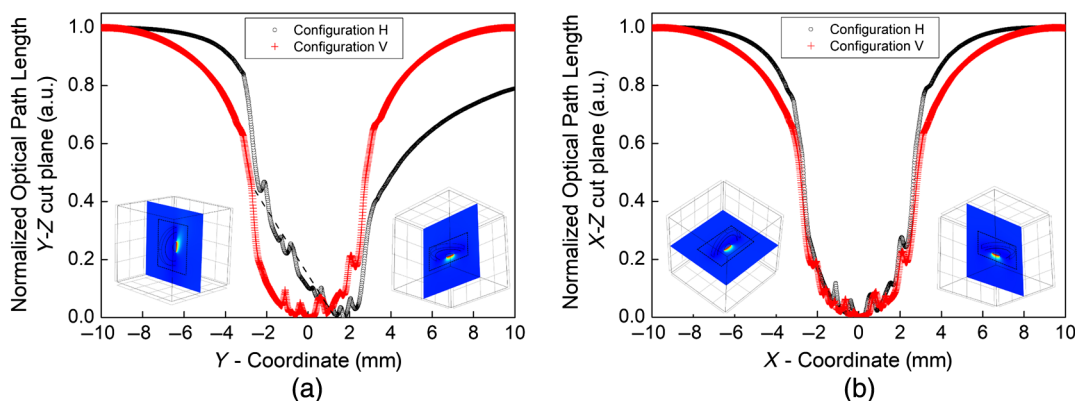 Normalized Optical Path Length
Y-Z cut plane (a.u.)
1.0
0.8
0.6
0.4
0.2
0.0
Configuration H
Configuration V
−10 −8 −6 −4 −2 0 2 4 6 8 10
Y - Coordinate (mm)
(a)
Normalized Optical Path Length
X-Z cut plane (a.u.)
1.0
0.8
0.6
0.4
0.2
0.0
Configuration H
Configuration V
−10 −8 −6 −4 −2 0 2 4 6 8 10
X - Coordinate (mm)
(b)